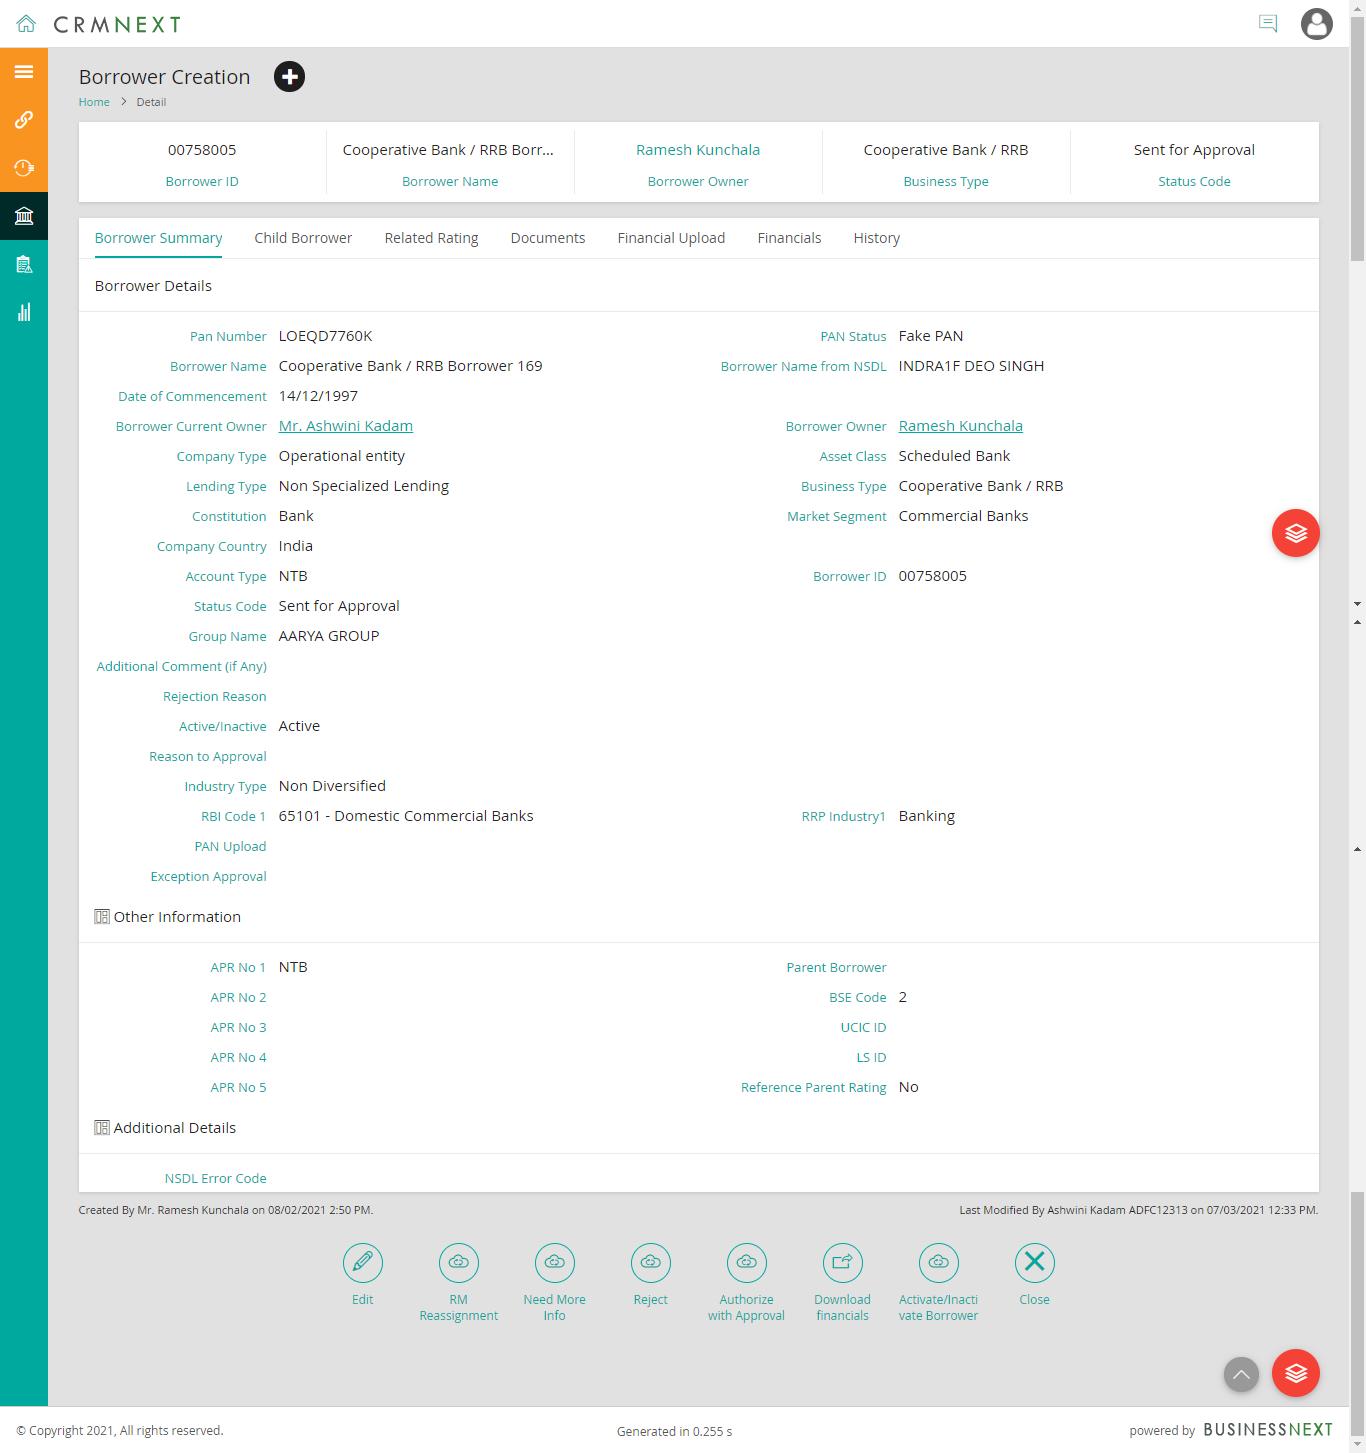 CRMNEXT
Borrower Creation
Home > Detail
00758005 Cooperative Bank / RRB Borr... Ramesh Kunchala Cooperative Bank / RRB Sent for Approval
Borrower ID Borrower Name Borrower Owner Business Type Status Code
Borrower Summary Child Borrower Related Rating Documents Financial Upload Financials History
Borrower Details
Pan Number LOEQD7760K PAN Status Fake PAN
Borrower Name Cooperative Bank / RRB Borrower 169 Borrower Name from NSDL INDRA1F DEO SINGH
Date of Commencement 14/12/1997
Borrower Current Owner Mr. Ashwini Kadam Borrower Owner Ramesh Kunchala
Company Type Operational entity Asset Class Scheduled Bank
Lending Type Non Specialized Lending Business Type Cooperative Bank / RRB
Constitution Bank Market Segment Commercial Banks
Company Country India
Account Type NTB Borrower ID 00758005
Status Code Sent for Approval
Group Name AARYA GROUP
Additional Comment (if Any)
Rejection Reason
Active/Inactive Active
Reason to Approval
Industry Type Non Diversified
RBI Code 1 65101 - Domestic Commercial Banks RRP Industry1 Banking
PAN Upload
Exception Approval
Other Information
APR No 1 NTB Parent Borrower
APR No 2 BSE Code 2
APR No 3 UCIC ID
APR No 4 LS ID
APR No 5 Reference Parent Rating No
Additional Details
NSDL Error Code
Created By Mr. Ramesh Kunchala on 08/02/2021 2:50 PM. Last Modified By Ashwini Kadam ADFC12313 on 07/03/2021 12:33 PM.
Edit RM Need More Reject Authorize Download Activate/Inacti Close
Reassignment Info with Approval financials vate Borrower
© Copyright 2021, All rights reserved. Generated in 0.255 s powered by BUSINESSNEXT